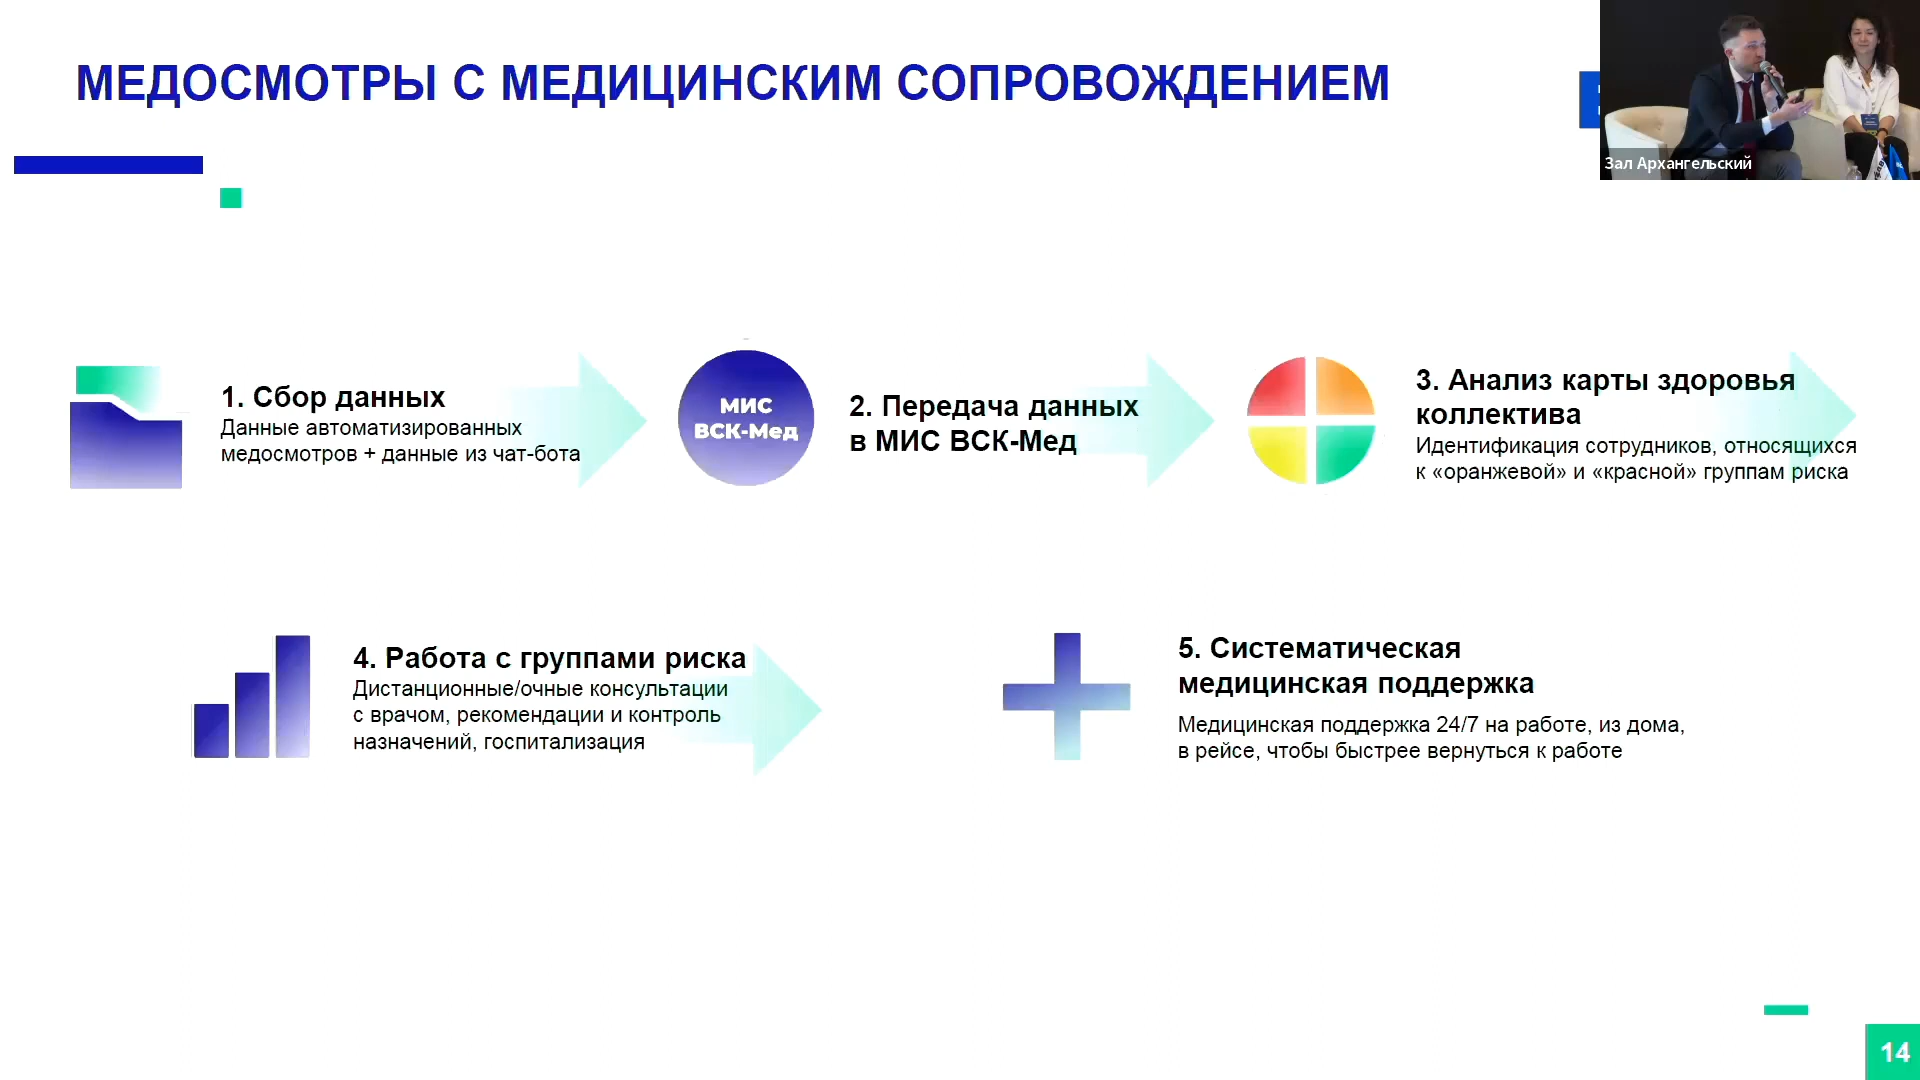 МЕДОСМОТРЫ С МЕДИЦИНСКИМ СОПРОВОЖДЕНИЕМ
Зал Архангельский
1. Сбор данных
Данные автоматизированных
медосмотров + данные из чат-бота
МИС
ВСК-Мед
2. Передача данных
в МИС ВСК-Мед
3. Анализ карты здоровья
коллектива
Идентификация сотрудников, относящихся
к «оранжевой» и «красной» группам риска
4. Работа с группами риска
Дистанционные/очные консультации
с врачом, рекомендации и контроль
назначений, госпитализация
5. Систематическая
медицинская поддержка
Медицинская поддержка 24/7 на работе, из дома,
в рейсе, чтобы быстрее вернуться к работе
14